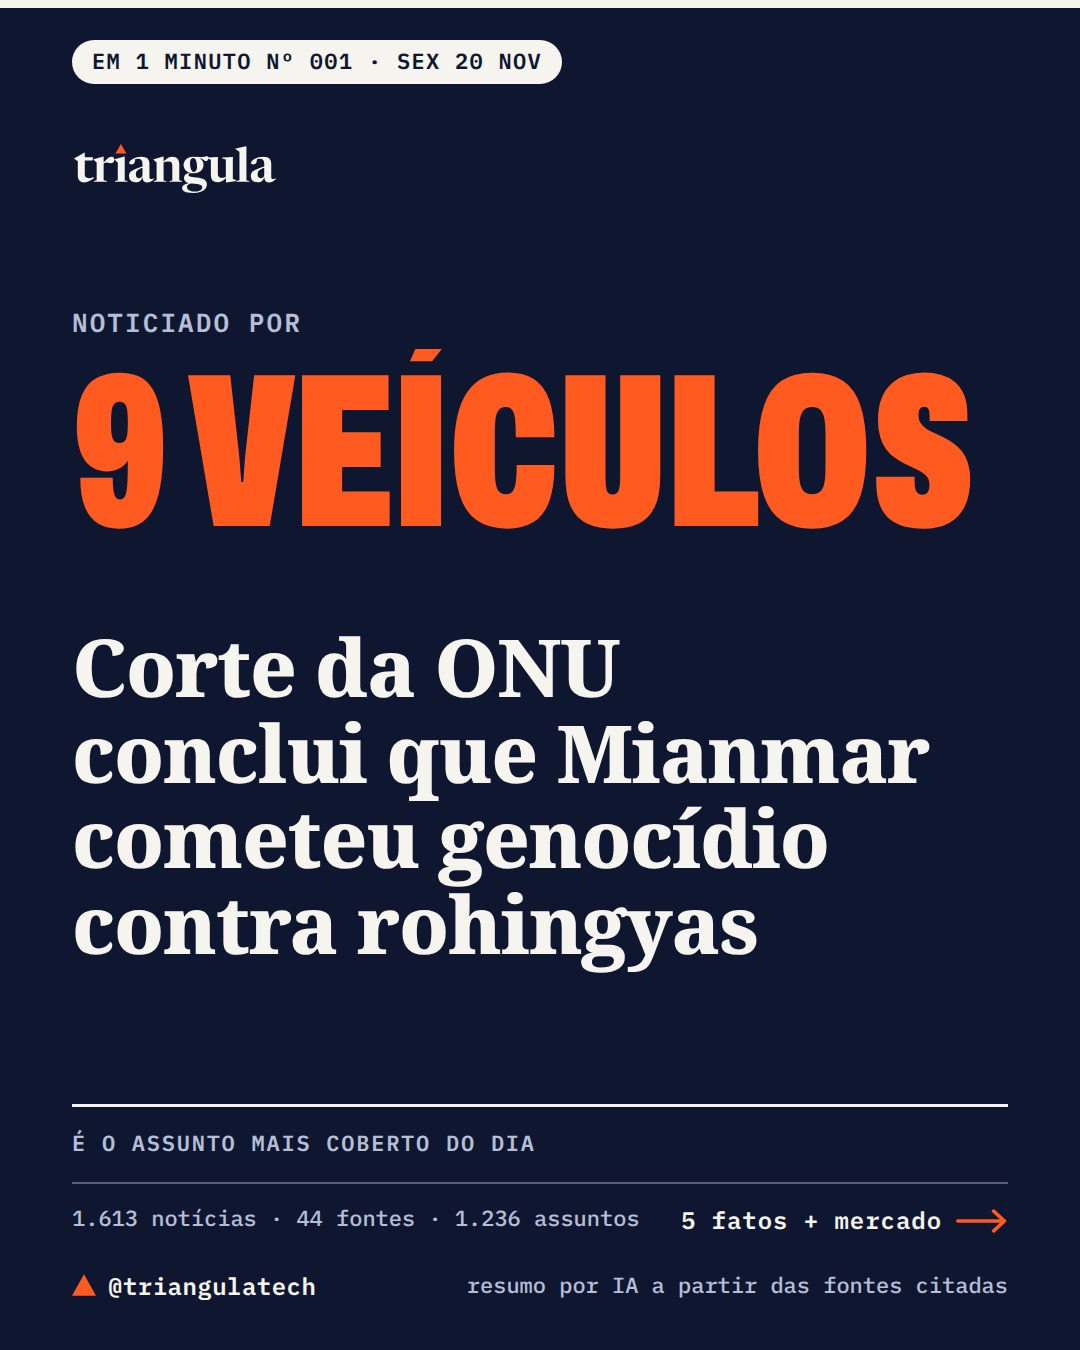 EM 1 MINUTO Nº 001 · SEX 20 NOV
triangula
NOTICIADO POR
9 VEÍCULOS
Corte da ONU
conclui que Mianmar
cometeu genocídio
contra rohingyas
É O ASSUNTO MAIS COBERTO DO DIA
1.613 notícias · 44 fontes · 1.236 assuntos
5 fatos + mercado
@triangulatech
resumo por IA a partir das fontes citadas